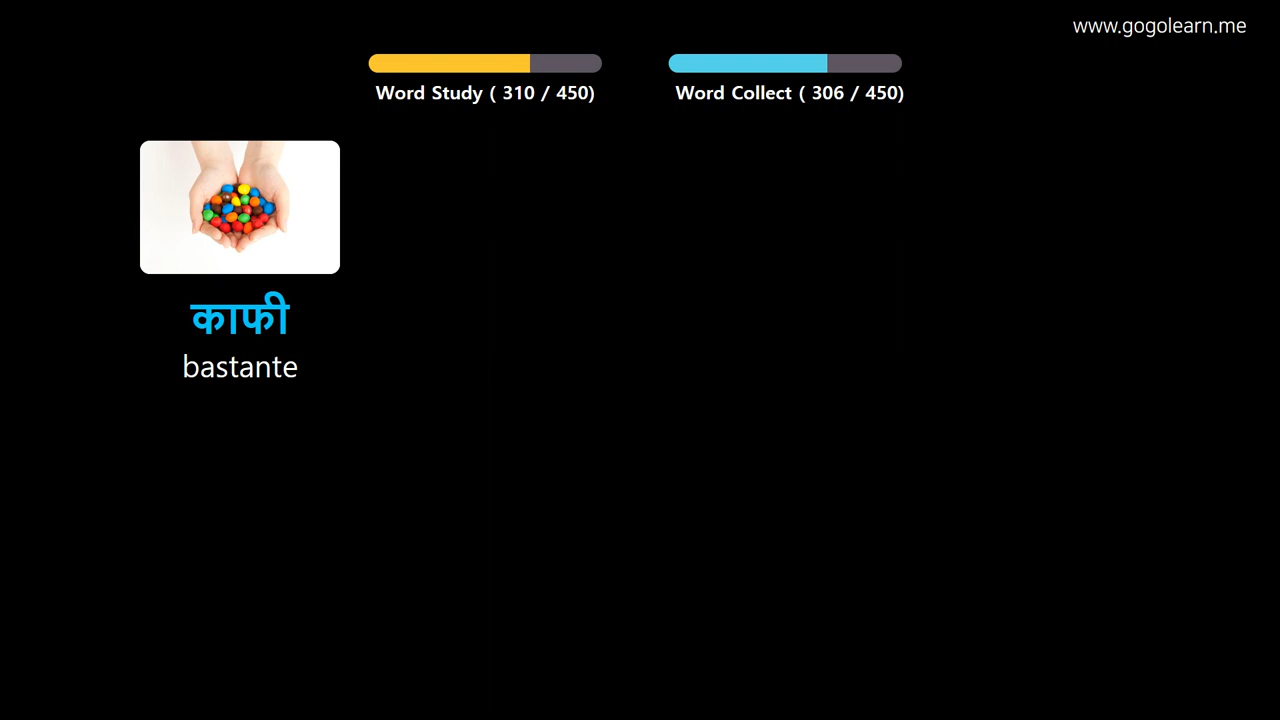 www.gogolearn.me
Word Study ( 310 / 450)
Word Collect ( 306 / 450)
काफी
bastante